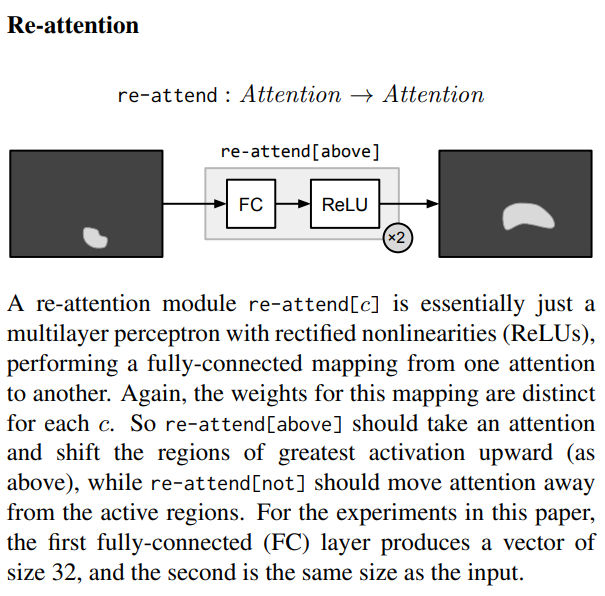 Re-attention
re-attend : Attention → Attention
re-attend[above]
FC
ReLU
×2
A re-attention module re-attend[c] is essentially just a
multilayer perceptron with rectified nonlinearities (ReLUs),
performing a fully-connected mapping from one attention
to another. Again, the weights for this mapping are distinct
for each c. So re-attend[above] should take an attention
and shift the regions of greatest activation upward (as
above), while re-attend[not] should move attention away
from the active regions. For the experiments in this paper,
the first fully-connected (FC) layer produces a vector of
size 32, and the second is the same size as the input.